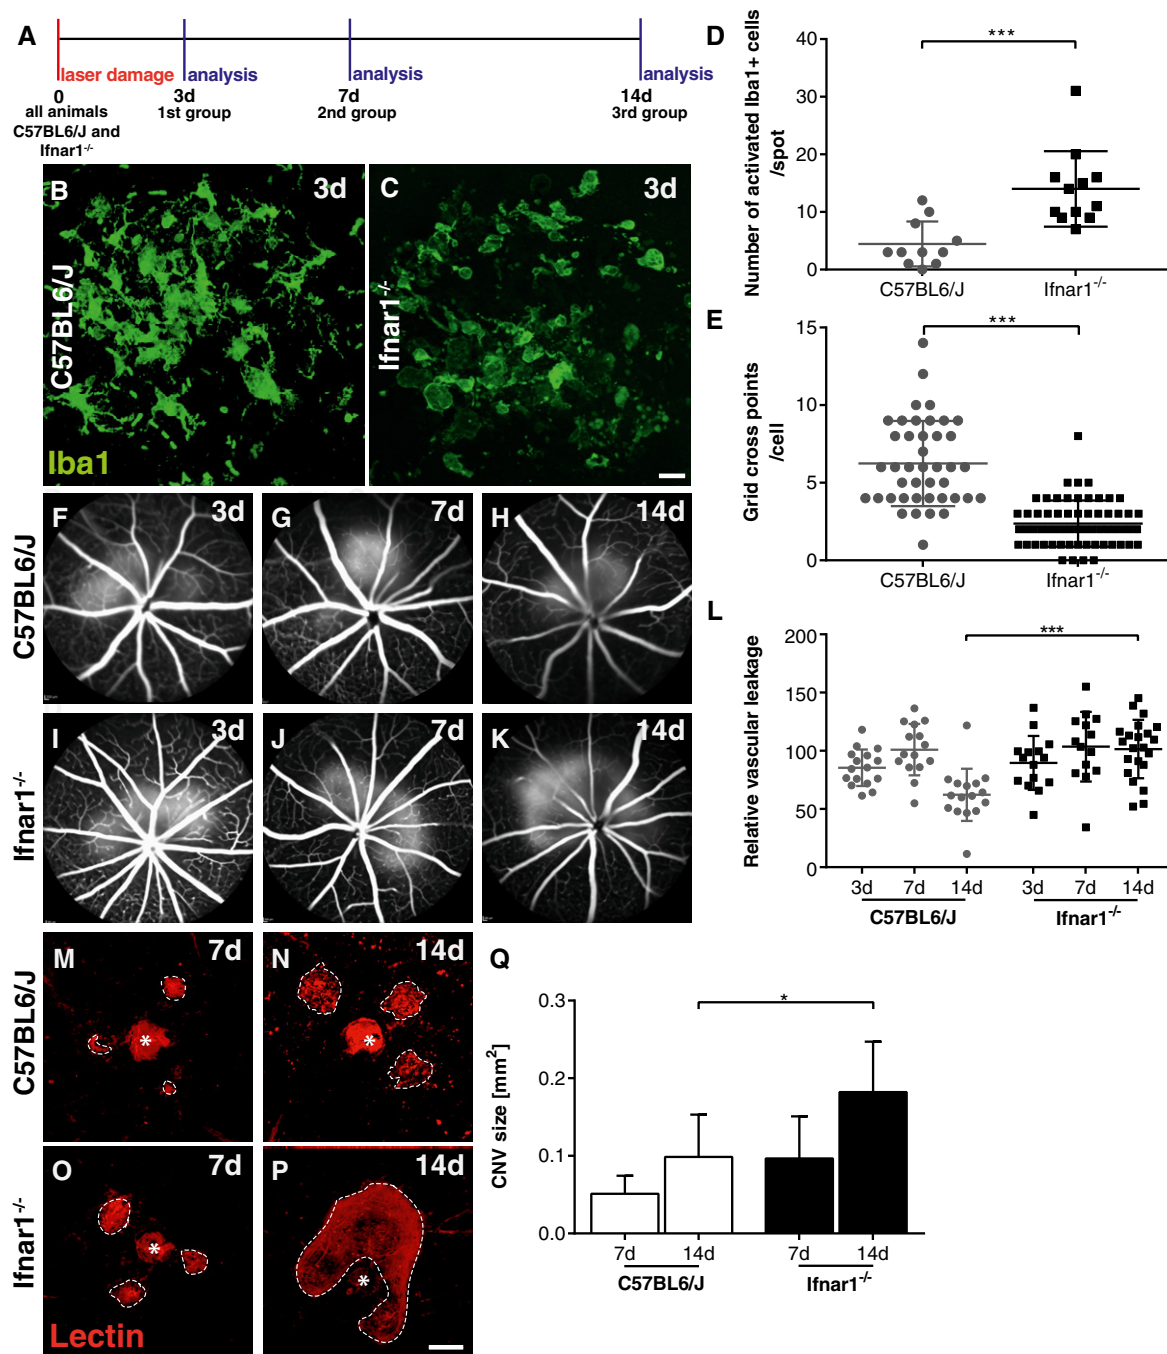 A
laser damage
analysis
analysis
analysis
0
3d
7d
14d
all animals
1st group
2nd group
3rd group
C57BL6/J and
Ifnar1-/-
B
3d
C57BL6/J
Iba1
C
3d
Ifnar1-/-
D
Number of activated Iba1+ cells
/spot
40
30
20
10
0
***
C57BL6/J
Ifnar1-/-
E
Grid cross points
/cell
15
10
5
0
***
C57BL6/J
Ifnar1-/-
C57BL6/J
F
3d
G
7d
H
14d
Ifnar1-/-
I
3d
J
7d
K
14d
L
Relative vascular leakage
200
150
100
50
0
***
3d
7d
14d
3d
7d
14d
C57BL6/J
Ifnar1-/-
C57BL6/J
M
7d
*
N
14d
*
Ifnar1-/-
O
7d
*
Lectin
P
14d
*
Q
CNV size [mm2]
0.3
0.2
0.1
0.0
*
7d
14d
7d
14d
C57BL6/J
Ifnar1-/-